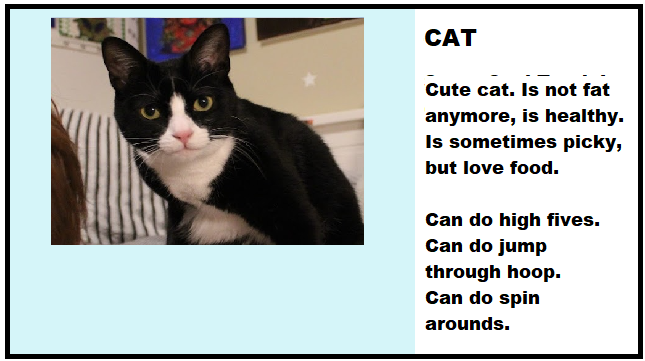 CAT
Cute cat. Is not fat
anymore, is healthy.
Is sometimes picky,
but love food.
Can do high fives.
Can do jump
through hoop.
Can do spin
arounds.